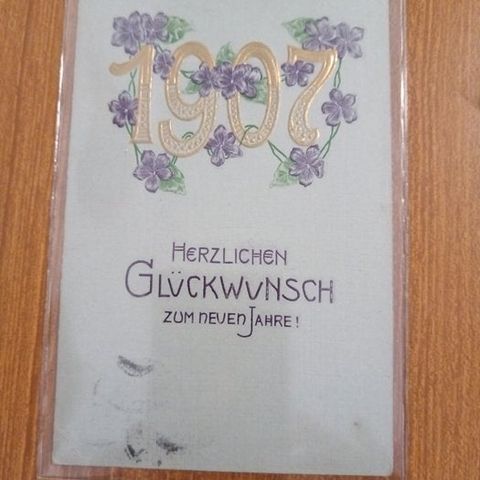 1907
HERZLICHEN
GLÜCKWUNSCH
ZUM NEUEN JAHRE!